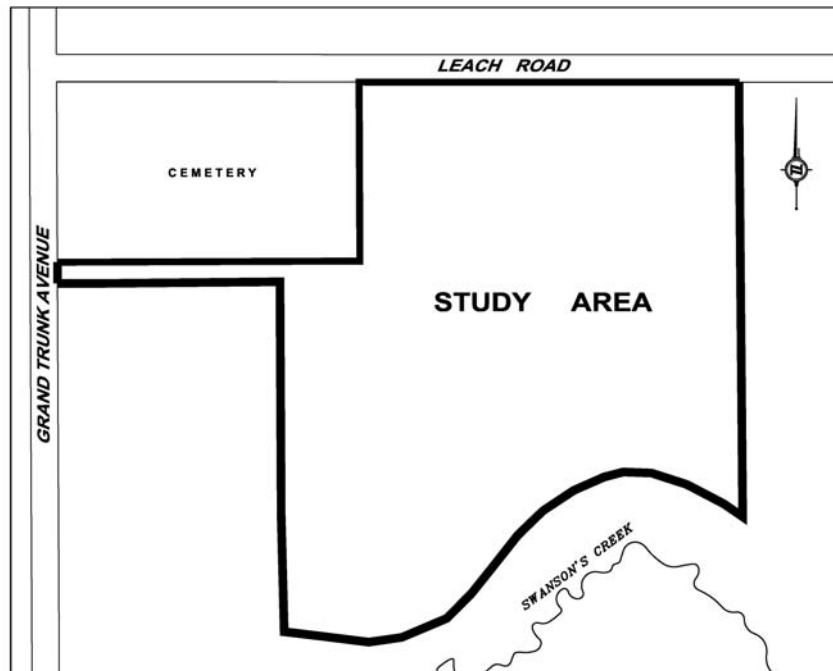 LEACH ROAD
CEMETERY
GRAND TRUNK AVENUE
STUDY AREA
SWANSON'S CREEK